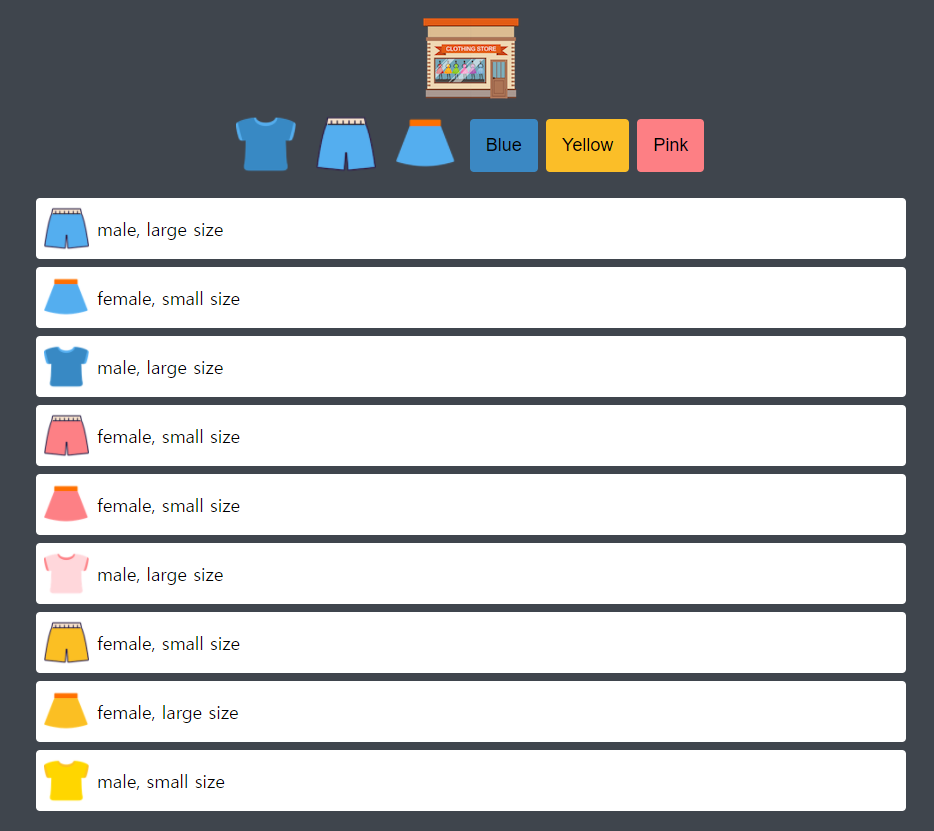 CLOTHING STORE
Blue Yellow Pink
male, large size
female, small size
male, large size
female, small size
female, small size
male, large size
female, small size
female, large size
male, small size